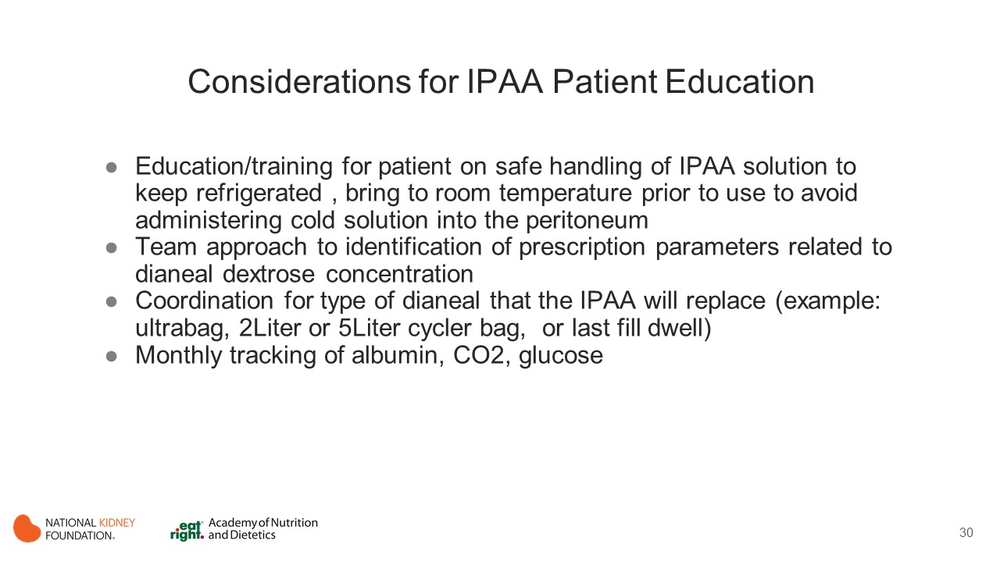 Considerations for IPAA Patient Education
● Education/training for patient on safe handling of IPAA solution to
keep refrigerated , bring to room temperature prior to use to avoid
administering cold solution into the peritoneum
● Team approach to identification of prescription parameters related to
dianeal dextrose concentration
● Coordination for type of dianeal that the IPAA will replace (example:
ultrabag, 2Liter or 5Liter cycler bag,  or last fill dwell)
● Monthly tracking of albumin, CO2, glucose
NATIONAL KIDNEY
FOUNDATION®
eat
right.
Academy of Nutrition
and Dietetics
30